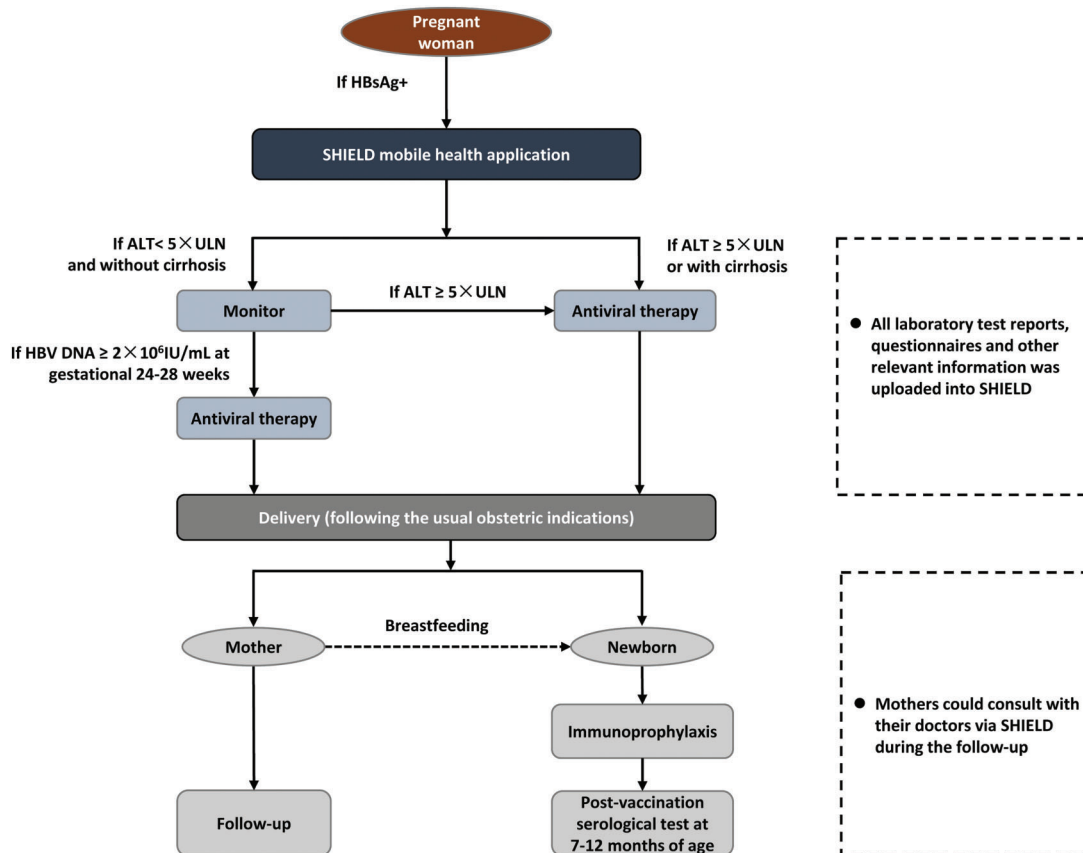 Pregnant
woman
If HBsAg+
SHIELD mobile health application
If ALT< 5×ULN
and without cirrhosis
If ALT ≥ 5×ULN
or with cirrhosis
Monitor
If ALT ≥ 5×ULN
Antiviral therapy
If HBV DNA ≥ 2×10⁶IU/mL at
gestational 24-28 weeks
Antiviral therapy
● All laboratory test reports,
questionnaires and other
relevant information was
uploaded into SHIELD
Delivery (following the usual obstetric indications)
Mother
Breastfeeding
Newborn
Immunoprophylaxis
Follow-up
Post-vaccination
serological test at
7-12 months of age
● Mothers could consult with
their doctors via SHIELD
during the follow-up